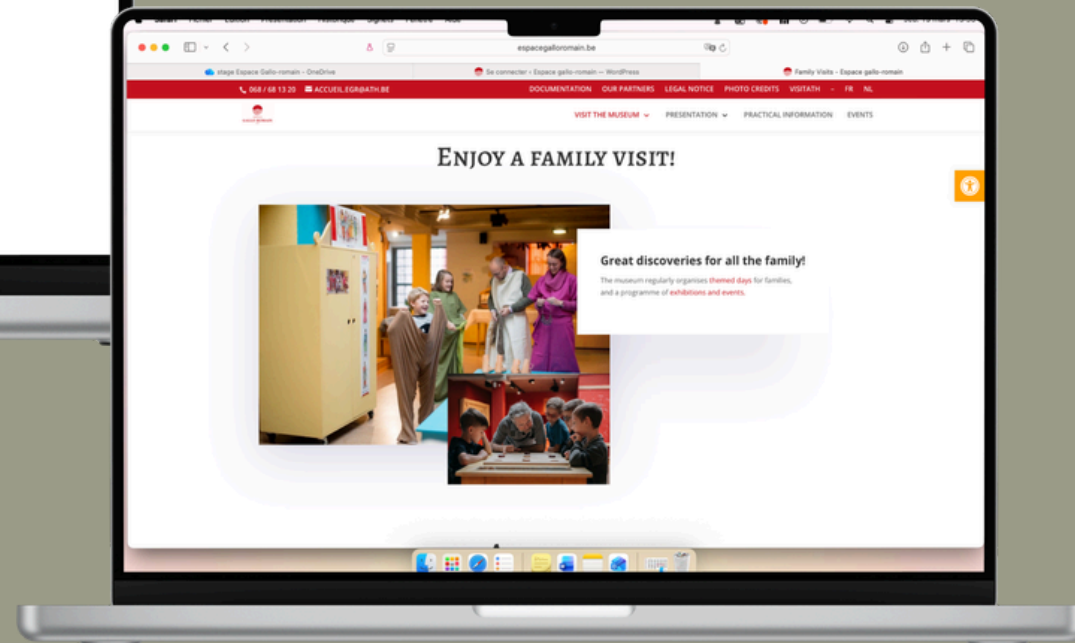 espacegalloromain.be
stage Espace Gallo-romain – OneDrive
Se connecter ‹ Espace gallo-romain — WordPress
Family Visits - Espace gallo-romain
068 / 68 13 20 ACCUEIL.EGR@ATH.BE
DOCUMENTATION OUR PARTNERS LEGAL NOTICE PHOTO CREDITS VISITATH - FR NL
VISIT THE MUSEUM PRESENTATION PRACTICAL INFORMATION EVENTS
ENJOY A FAMILY VISIT!
Great discoveries for all the family!
The museum regularly organises themed days for families,
and a programme of exhibitions and events.